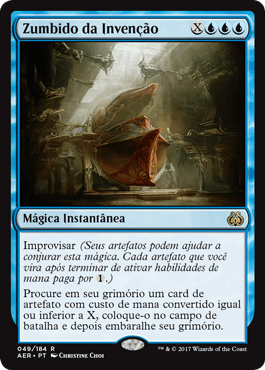 Zumbido da Invenção X
Mágica Instantânea
Improvisar (Seus artefatos podem ajudar a
conjurar esta mágica. Cada artefato que você
vira após terminar de ativar habilidades de
mana paga por 1.)
Procure em seu grimório um card de
artefato com custo de mana convertido igual
ou inferior a X, coloque-o no campo de
batalha e depois embaralhe seu grimório.
049/184 R
AER • PT Christine Choi
™ & © 2017 Wizards of the Coast